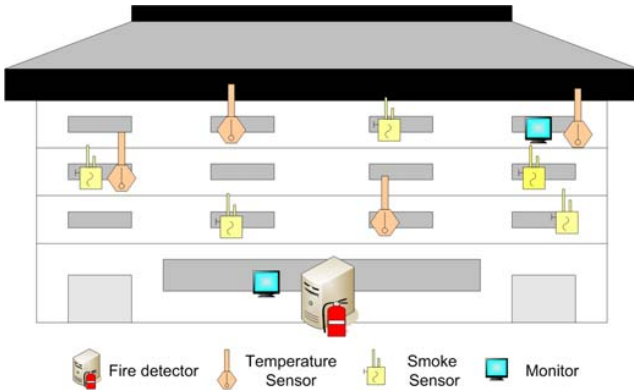 Fire detector
Temperature
Sensor
Smoke
Sensor
Monitor